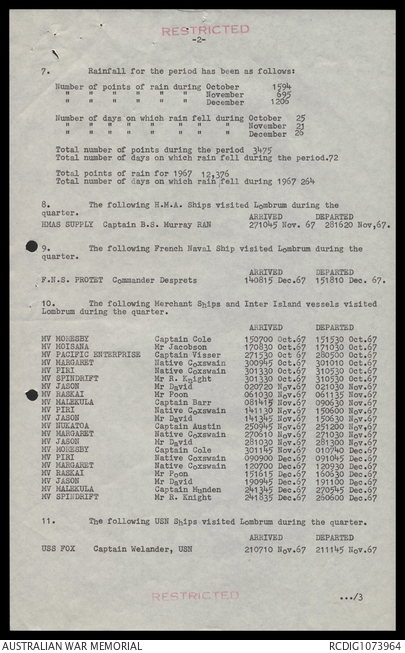 RESTRICTED
-2-
7. Rainfall for the period has been as follows:
Number of points of rain during October 1594
" " " " " " November 695
" " " " " " December 1206
Number of days on which rain fell during October 25
" " " " " " " " November 21
" " " " " " " " December 26
Total number of points during the period 3475
Total number of days on which rain fell during the period.72
Total points of rain for 1967 12,376
Total number of days on which rain fell during 1967 264
8. The following H.M.A. Ships visited Lombrum during the
quarter.
ARRIVED DEPARTED
HMAS SUPPLY Captain B.S. Murray RAN 271045 Nov. 67 281620 Nov,67.
9. The following French Naval Ship visited Lombrum during the
quarter.
ARRIVED DEPARTED
F.N.S. PROTET Commander Desprets 140815 Dec.67 151810 Dec. 67.
10. The following Merchant Ships and Inter Island vessels visited
Lombrum during the quarter.
ARRIVED DEPARTED
MV MORESBY Captain Cole 150700 Oct.67 151530 Oct.67
MV MOISANA Mr Jacobson 170830 Oct.67 171030 Oct.67
MV PACIFIC ENTERPRISE Captain Visser 271530 Oct 67 280500 Oct.67
MV MARGARET Native Coxswain 300945 Oct.67 301010 Oct.67
MV PIRI Native Coxswain 301330 Oct.67 310530 Oct.67
MV SPINDRIFT Mr R. Knight 301330 Oct.67 310530 Oct.67
MV JASON Mr David 020720 Nov.67 021030 Nov.67
MV RASKAI Mr Poon 061030 Nov.67 061135 Nov.67
MV MALEKULA Captain Barr 081415 Nov.67 090630 Nov.67
MV PIRI Native Coxswain 141130 Nov.67 150600 Nov.67
MV JASON Mr David 141345 Nov.67 150630 Nov.67
MV NUKATOA Captain Austin 250945 Nov.67 251200 Nov.67
MV MARGARET Native Coxswain 270610 Nov.67 271030 Nov.67
MV JASON Mr David 281030 Nov.67 281300 Nov.67
MV MORESBY Captain Cole 301145 Nov.67 010740 Dec.67
MV PIRI Native Coxswain 090900 Dec.67 091045 Dec.67
MV MARGARET Native Coxswain 120700 Dec.67 120930 Dec.67
MV RASKAI Mr Poon 151615 Dec.67 160630 Dec.67
MV JASON Mr David 190945 Dec.67 191100 Dec.67
MV MALEKULA Captain Munden 241345 Dec.67 270545 Dec.67
MV SPINDRIFT Mr R. Knight 241835 Dec.67 260600 Dec.67
11. The following USN Ships visited Lombrum during the quarter.
ARRIVED DEPARTED
USS FOX Captain Welander, USN 210710 Nov.67 211145 Nov.67
RESTRICTED
.../3
AUSTRALIAN WAR MEMORIAL RCDIG1073964